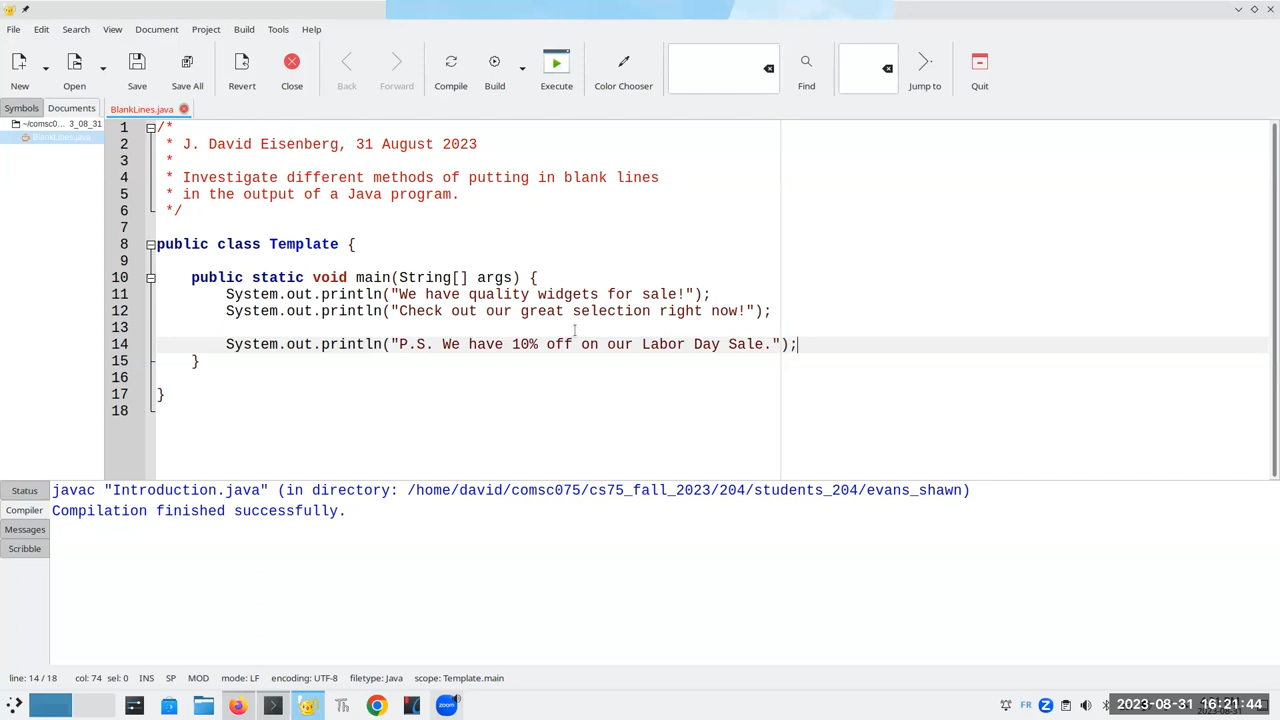 File Edit Search View Document Project Build Tools Help
New Open Save Save All Revert Close Back Forward Compile Build Execute Color Chooser Find Jump to Quit
Symbols Documents BlankLines.java
~/comsc0... 3_08_31
BlankLines.java
1 /*
2 * J. David Eisenberg, 31 August 2023
3 *
4 * Investigate different methods of putting in blank lines
5 * in the output of a Java program.
6 */
7
8 public class Template {
9
10 public static void main(String[] args) {
11 System.out.println("We have quality widgets for sale!");
12 System.out.println("Check out our great selection right now!");
13
14 System.out.println("P.S. We have 10% off on our Labor Day Sale.");
15 }
16
17 }
18
Status
Compiler
Messages
Scribble
javac "Introduction.java" (in directory: /home/david/comsc075/cs75_fall_2023/204/students_204/evans_shawn)
Compilation finished successfully.
line: 14 / 18 col: 74 sel: 0 INS SP MOD mode: LF encoding: UTF-8 filetype: Java scope: Template.main
Th zoom FR Z 2023-08-31 16:21:44